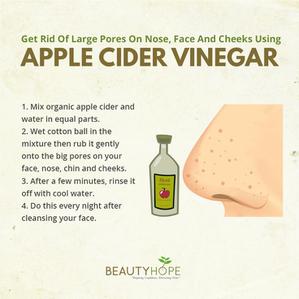 Get Rid Of Large Pores On Nose, Face And Cheeks Using
APPLE CIDER VINEGAR
1. Mix organic apple cider and
water in equal parts.
2. Wet cotton ball in the
mixture then rub it gently
onto the big pores on your
face, nose, chin and cheeks.
3. After a few minutes, rinse it
off with cool water.
4. Do this every night after
cleansing your face.
BEAUTYHOPE